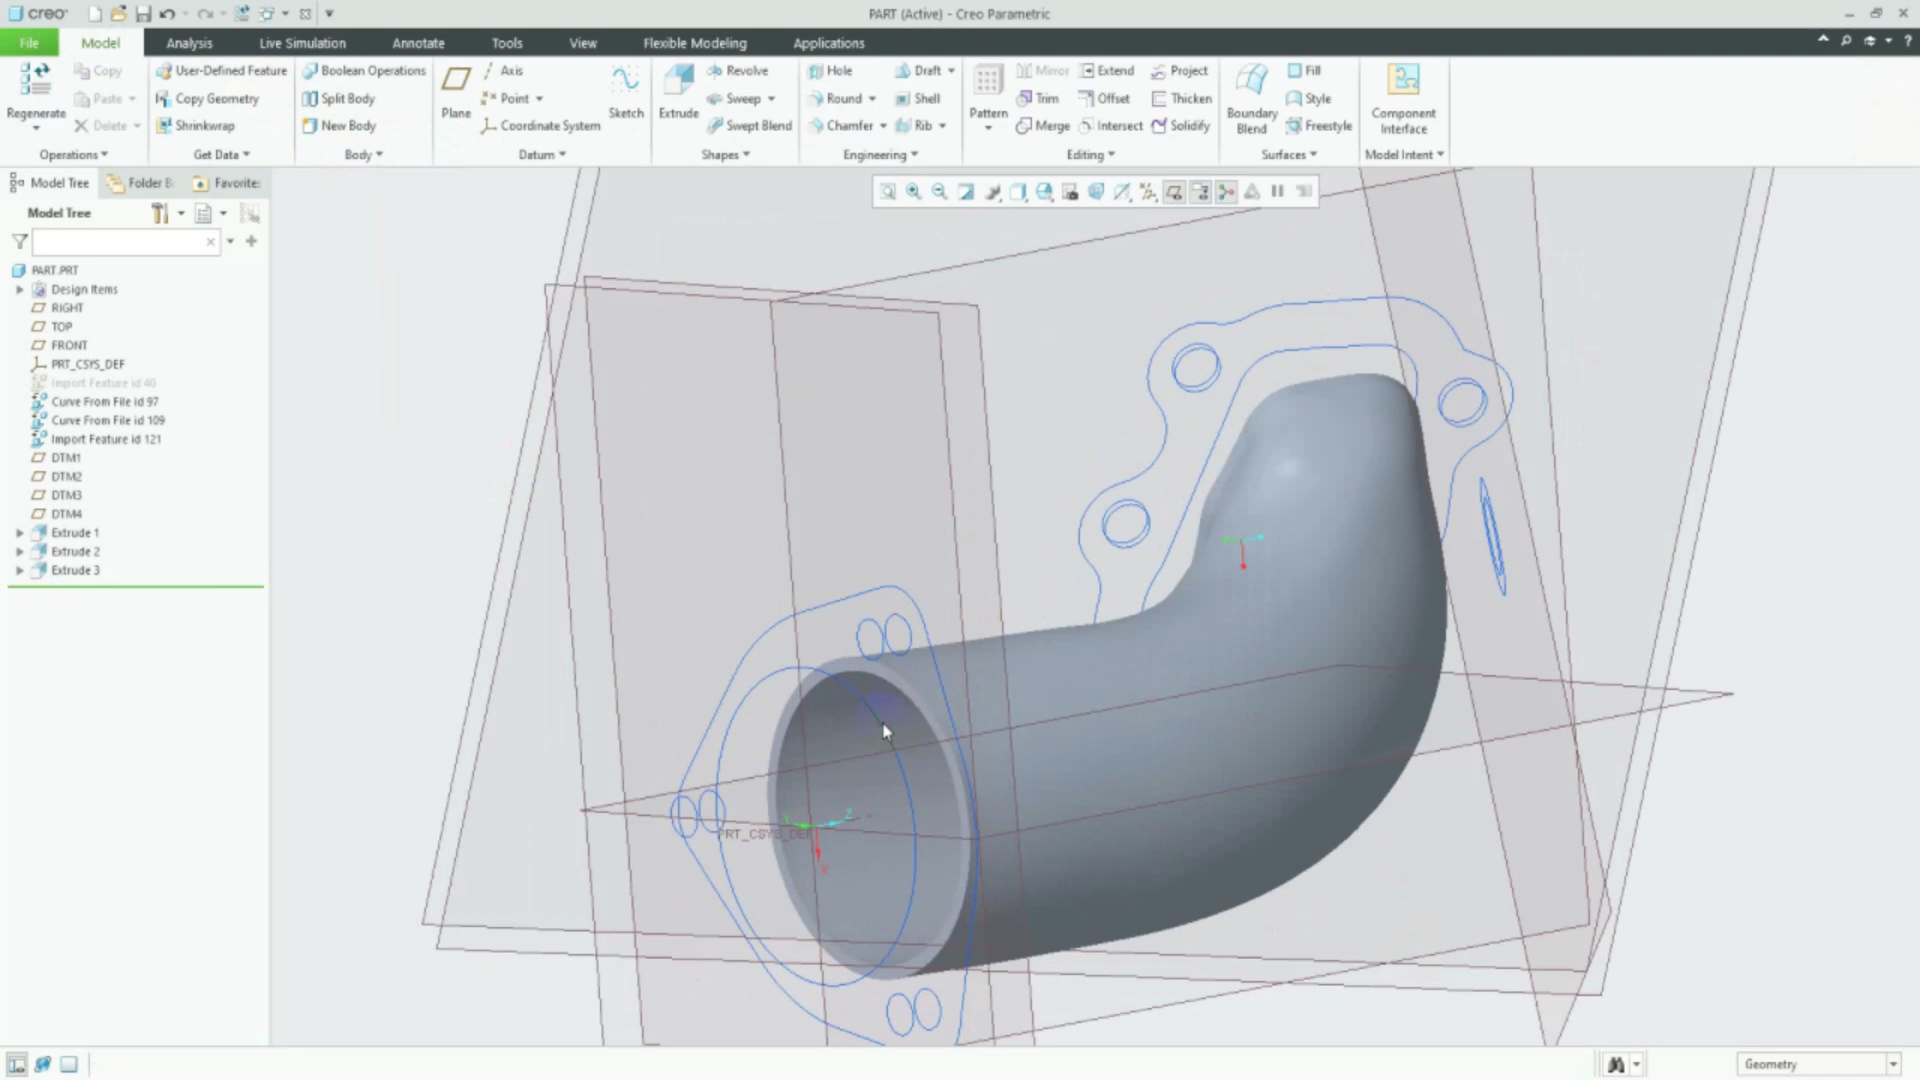 creo
PART (Active) - Creo Parametric
File Model Analysis Live Simulation Annotate Tools View Flexible Modeling Applications
Regenerate
Copy
Paste
Delete
Operations
User-Defined Feature
Copy Geometry
Shrinkwrap
Get Data
Boolean Operations
Split Body
New Body
Body
Plane
Axis
Point
Coordinate System
Sketch
Datum
Extrude
Revolve
Sweep
Swept Blend
Shapes
Hole
Round
Chamfer
Draft
Shell
Rib
Engineering
Pattern
Mirror
Trim
Merge
Extend
Offset
Intersect
Project
Thicken
Solidify
Editing
Boundary
Blend
Fill
Style
Freestyle
Surfaces
Component
Interface
Model Intent
Model Tree
Folder B
Favorite:
Model Tree
PART.PRT
Design Items
RIGHT
TOP
FRONT
PRT_CSYS_DEF
Import Feature id 40
Curve From File id 97
Curve From File id 109
Import Feature id 121
DTM1
DTM2
DTM3
DTM4
Extrude 1
Extrude 2
Extrude 3
Z
PRT_CSYS_DEF
Geometry